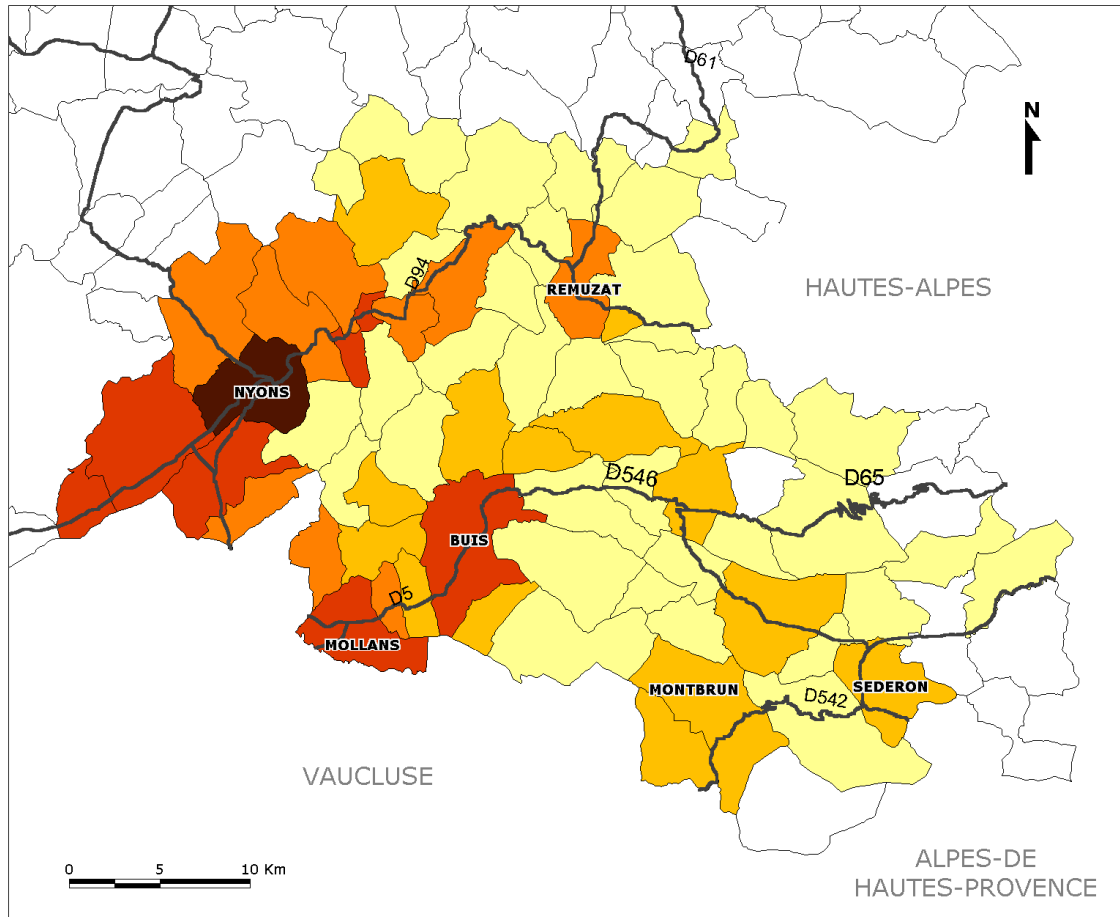 D61
N
HAUTES-ALPES
D94
REMUZAT
NYONS
D546
D65
BUIS
D5
MOLLANS
MONTBRUN
SEDERON
D542
VAUCLUSE
0 5 10 Km
ALPES-DE
HAUTES-PROVENCE